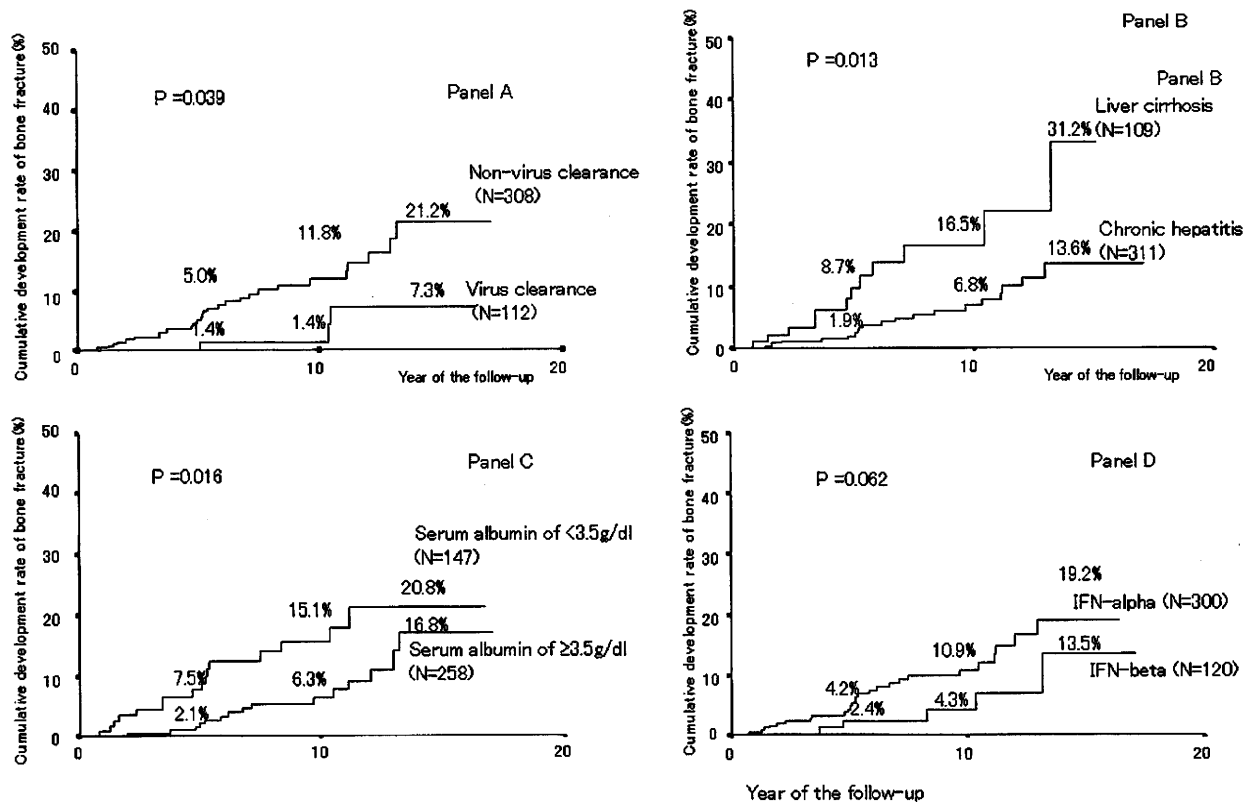 Cumulative development rate of bone fracture(%)
50
40
30
20
10
0
P =0.039
Panel A
Non-virus clearance
(N=308)
21.2%
11.8%
5.0%
Virus clearance
(N=112)
7.3%
1.4%
1.4%
0
10
20
Year of the follow-up
Panel B
Cumulative development rate of bone fracture(%)
50
40
30
20
10
0
P =0.013
Panel B
Liver cirrhosis
(N=109)
31.2%
16.5%
8.7%
Chronic hepatitis
(N=311)
13.6%
6.8%
1.9%
0
10
20
Year of the follow-up
Cumulative development rate of bone fracture(%)
50
40
30
20
10
0
P =0.016
Panel C
Serum albumin of <3.5g/dl
(N=147)
20.8%
15.1%
7.5%
16.8%
Serum albumin of ≥3.5g/dl
(N=258)
6.3%
2.1%
0
10
20
Cumulative development rate of bone fracture(%)
50
40
30
20
10
0
P =0.062
Panel D
19.2%
IFN-alpha (N=300)
10.9%
4.2%
13.5%
IFN-beta (N=120)
4.3%
2.4%
0
10
20
Year of the follow-up